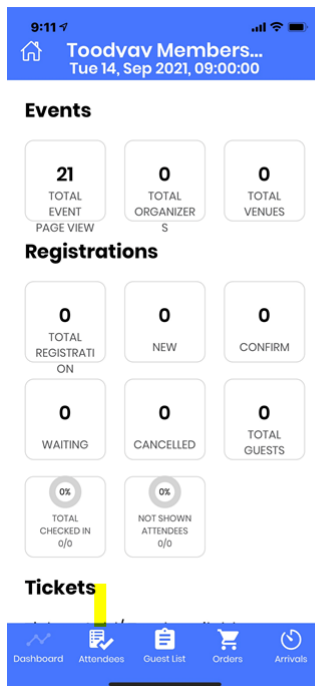 9:11
Toodvav Members...
Tue 14, Sep 2021, 09:00:00
Events
21
TOTAL
EVENT
PAGE VIEW
0
TOTAL
ORGANIZER
S
0
TOTAL
VENUES
Registrations
0
TOTAL
REGISTRATI
ON
0
NEW
0
CONFIRM
0
WAITING
0
CANCELLED
0
TOTAL
GUESTS
0%
TOTAL
CHECKED IN
0/0
0%
NOT SHOWN
ATTENDEES
0/0
Tickets
Dashboard
Attendees
Guest List
Orders
Arrivals